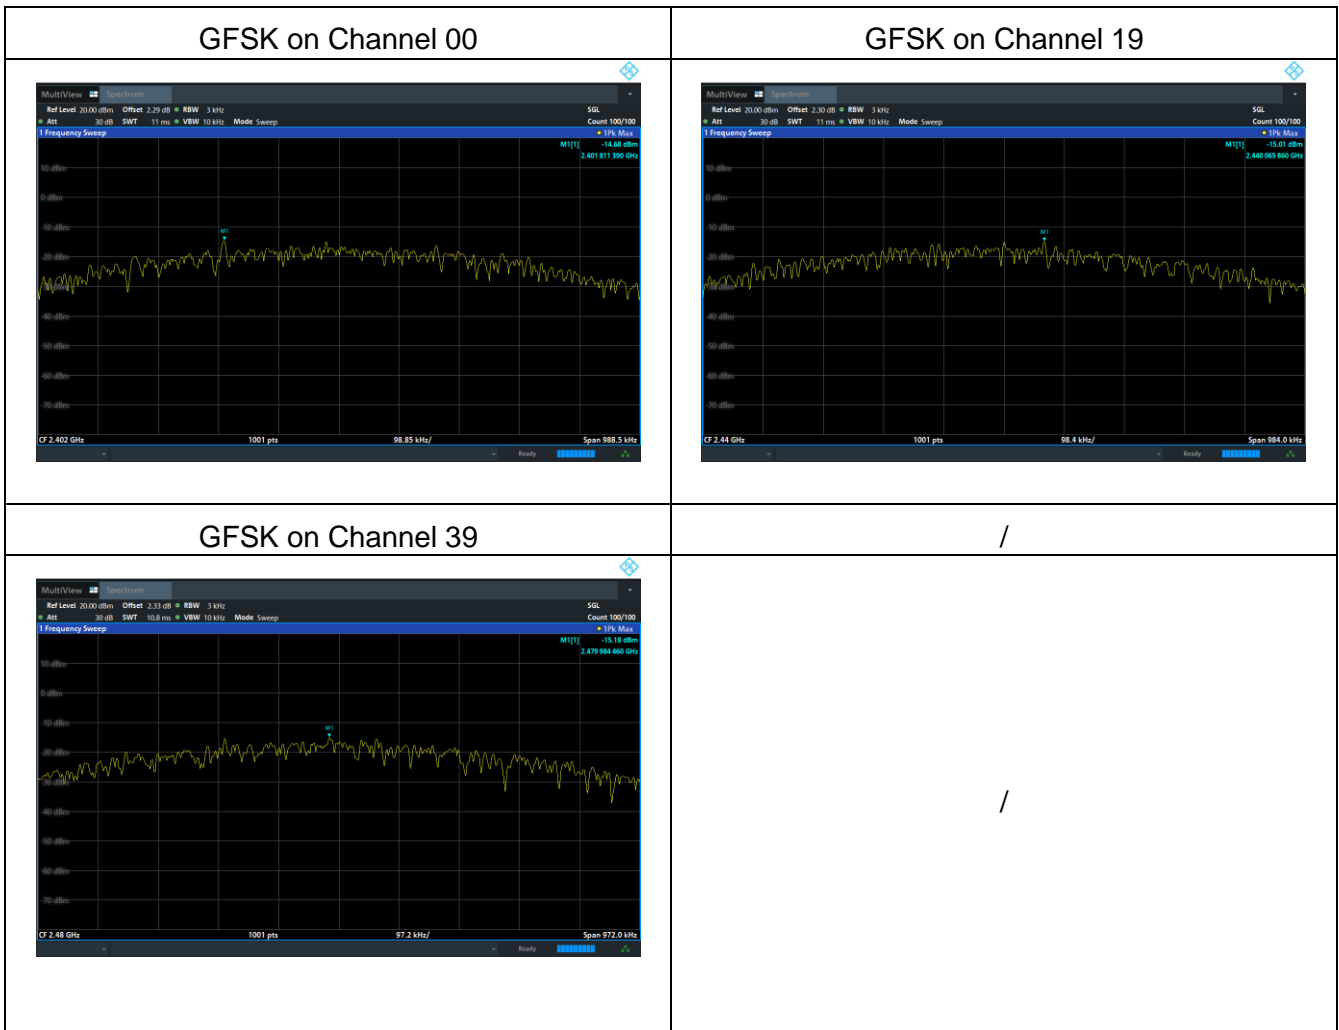 GFSK on Channel 00
GFSK on Channel 19
MultiView Spectrum
Ref Level 20.00 dBm Offset 2.29 dB RBW 3 kHz SGL
Att 30 dB SWT 11 ms VBW 10 kHz Mode Sweep Count 100/100
1 Frequency Sweep 1Pk Max
M1[1] -14.68 dBm
2.401 811 390 GHz
10 dBm
0 dBm
-10 dBm
M1
-20 dBm
-30 dBm
-40 dBm
-50 dBm
-60 dBm
-70 dBm
CF 2.402 GHz 1001 pts 98.85 kHz/ Span 988.5 kHz
Ready
MultiView Spectrum
Ref Level 20.00 dBm Offset 2.30 dB RBW 3 kHz SGL
Att 30 dB SWT 11 ms VBW 10 kHz Mode Sweep Count 100/100
1 Frequency Sweep 1Pk Max
M1[1] -15.01 dBm
2.440 065 860 GHz
10 dBm
0 dBm
-10 dBm
M1
-20 dBm
-30 dBm
-40 dBm
-50 dBm
-60 dBm
-70 dBm
CF 2.44 GHz 1001 pts 98.4 kHz/ Span 984.0 kHz
Ready
GFSK on Channel 39
/
MultiView Spectrum
Ref Level 20.00 dBm Offset 2.33 dB RBW 3 kHz SGL
Att 30 dB SWT 10.8 ms VBW 10 kHz Mode Sweep Count 100/100
1 Frequency Sweep 1Pk Max
M1[1] -15.18 dBm
2.479 984 460 GHz
10 dBm
0 dBm
-10 dBm
M1
-20 dBm
-30 dBm
-40 dBm
-50 dBm
-60 dBm
-70 dBm
CF 2.48 GHz 1001 pts 97.2 kHz/ Span 972.0 kHz
Ready
/